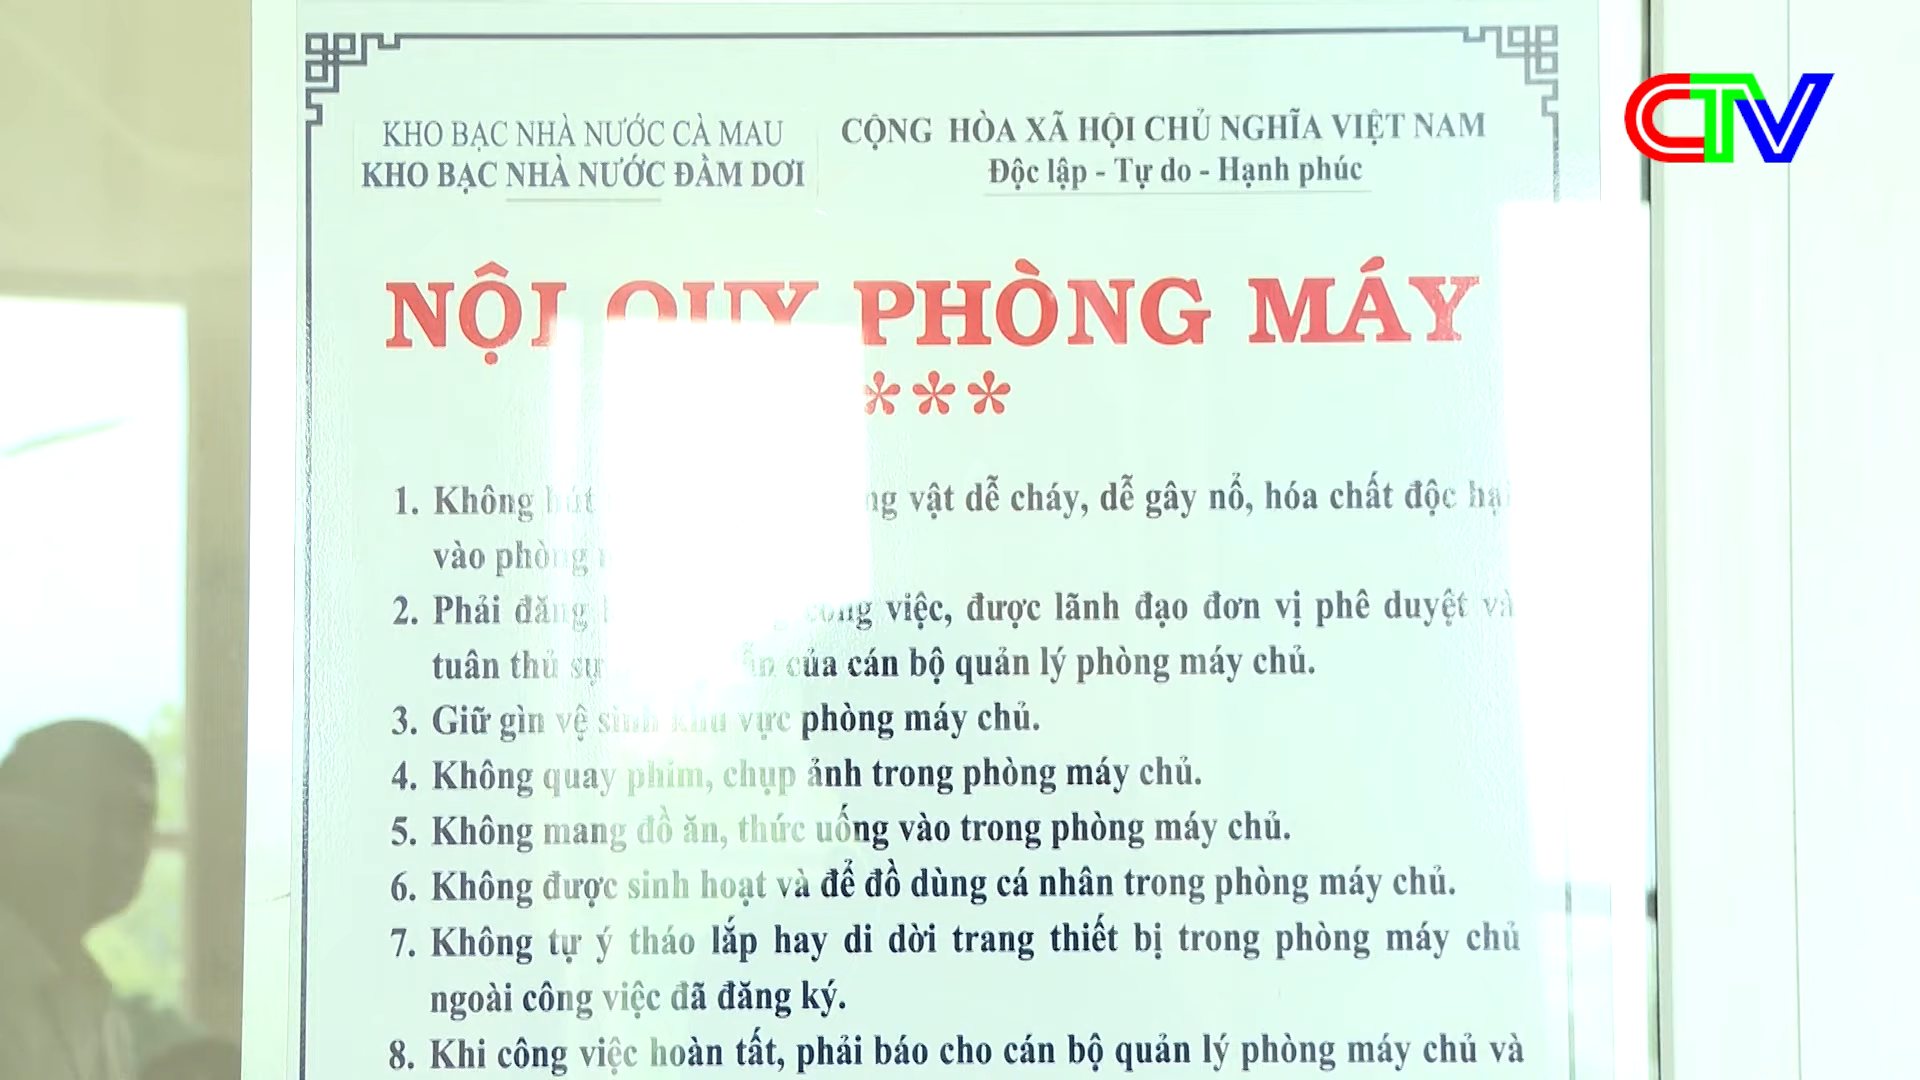 CTV
KHO BẠC NHÀ NƯỚC CÀ MAU
KHO BẠC NHÀ NƯỚC ĐẦM DƠI
CỘNG HÒA XÃ HỘI CHỦ NGHĨA VIỆT NAM
Độc lập - Tự do - Hạnh phúc
NỘI QUY PHÒNG MÁY
***
1. Không hút vật dễ cháy, dễ gây nổ, hóa chất độc hại
vào phòng
2. Phải đăng công việc, được lãnh đạo đơn vị phê duyệt và
tuân thủ sự của cán bộ quản lý phòng máy chủ.
3. Giữ gìn vệ sinh khu vực phòng máy chủ.
4. Không quay phim, chụp ảnh trong phòng máy chủ.
5. Không mang đồ ăn, thức uống vào trong phòng máy chủ.
6. Không được sinh hoạt và để đồ dùng cá nhân trong phòng máy chủ.
7. Không tự ý tháo lắp hay di dời trang thiết bị trong phòng máy chủ
ngoài công việc đã đăng ký.
8. Khi công việc hoàn tất, phải báo cho cán bộ quản lý phòng máy chủ và